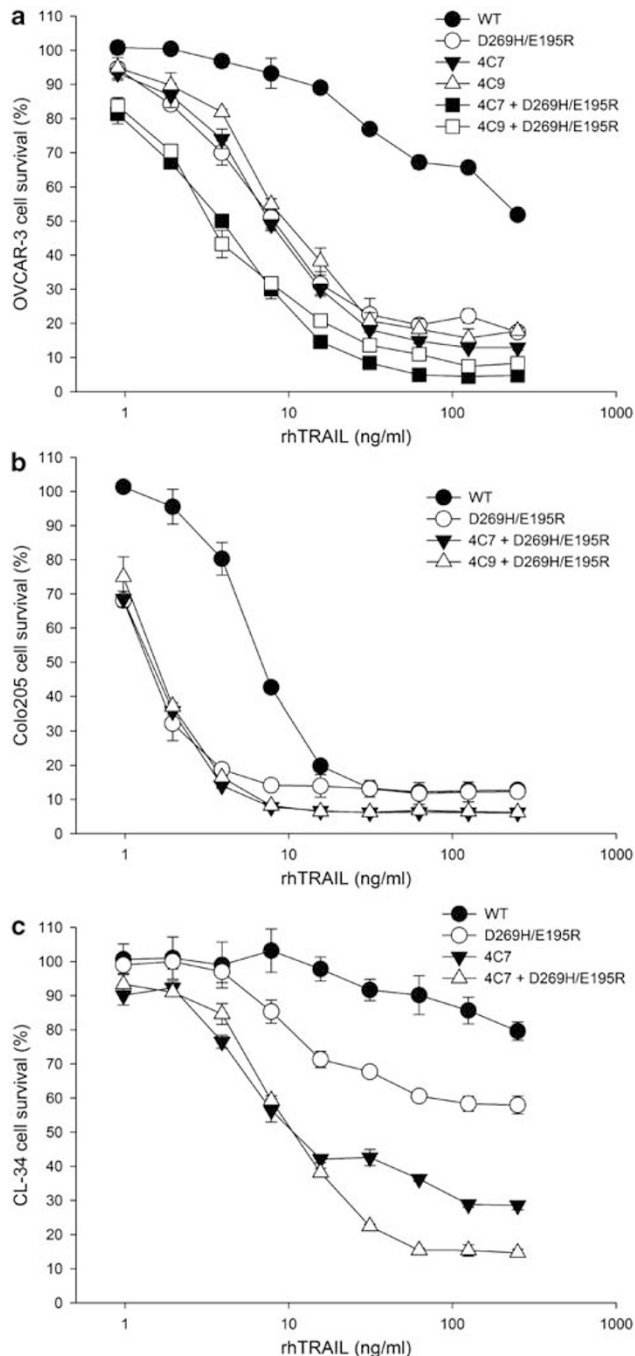 a
WT
D269H/E195R
4C7
4C9
4C7 + D269H/E195R
4C9 + D269H/E195R
OVCAR-3 cell survival (%)
110
100
90
80
70
60
50
40
30
20
10
0
1
10
100
1000
rhTRAIL (ng/ml)
b
WT
D269H/E195R
4C7 + D269H/E195R
4C9 + D269H/E195R
Colo205 cell survival (%)
110
100
90
80
70
60
50
40
30
20
10
0
1
10
100
1000
rhTRAIL (ng/ml)
c
WT
D269H/E195R
4C7
4C7 + D269H/E195R
CL-34 cell survival (%)
110
100
90
80
70
60
50
40
30
20
10
0
1
10
100
1000
rhTRAIL (ng/ml)